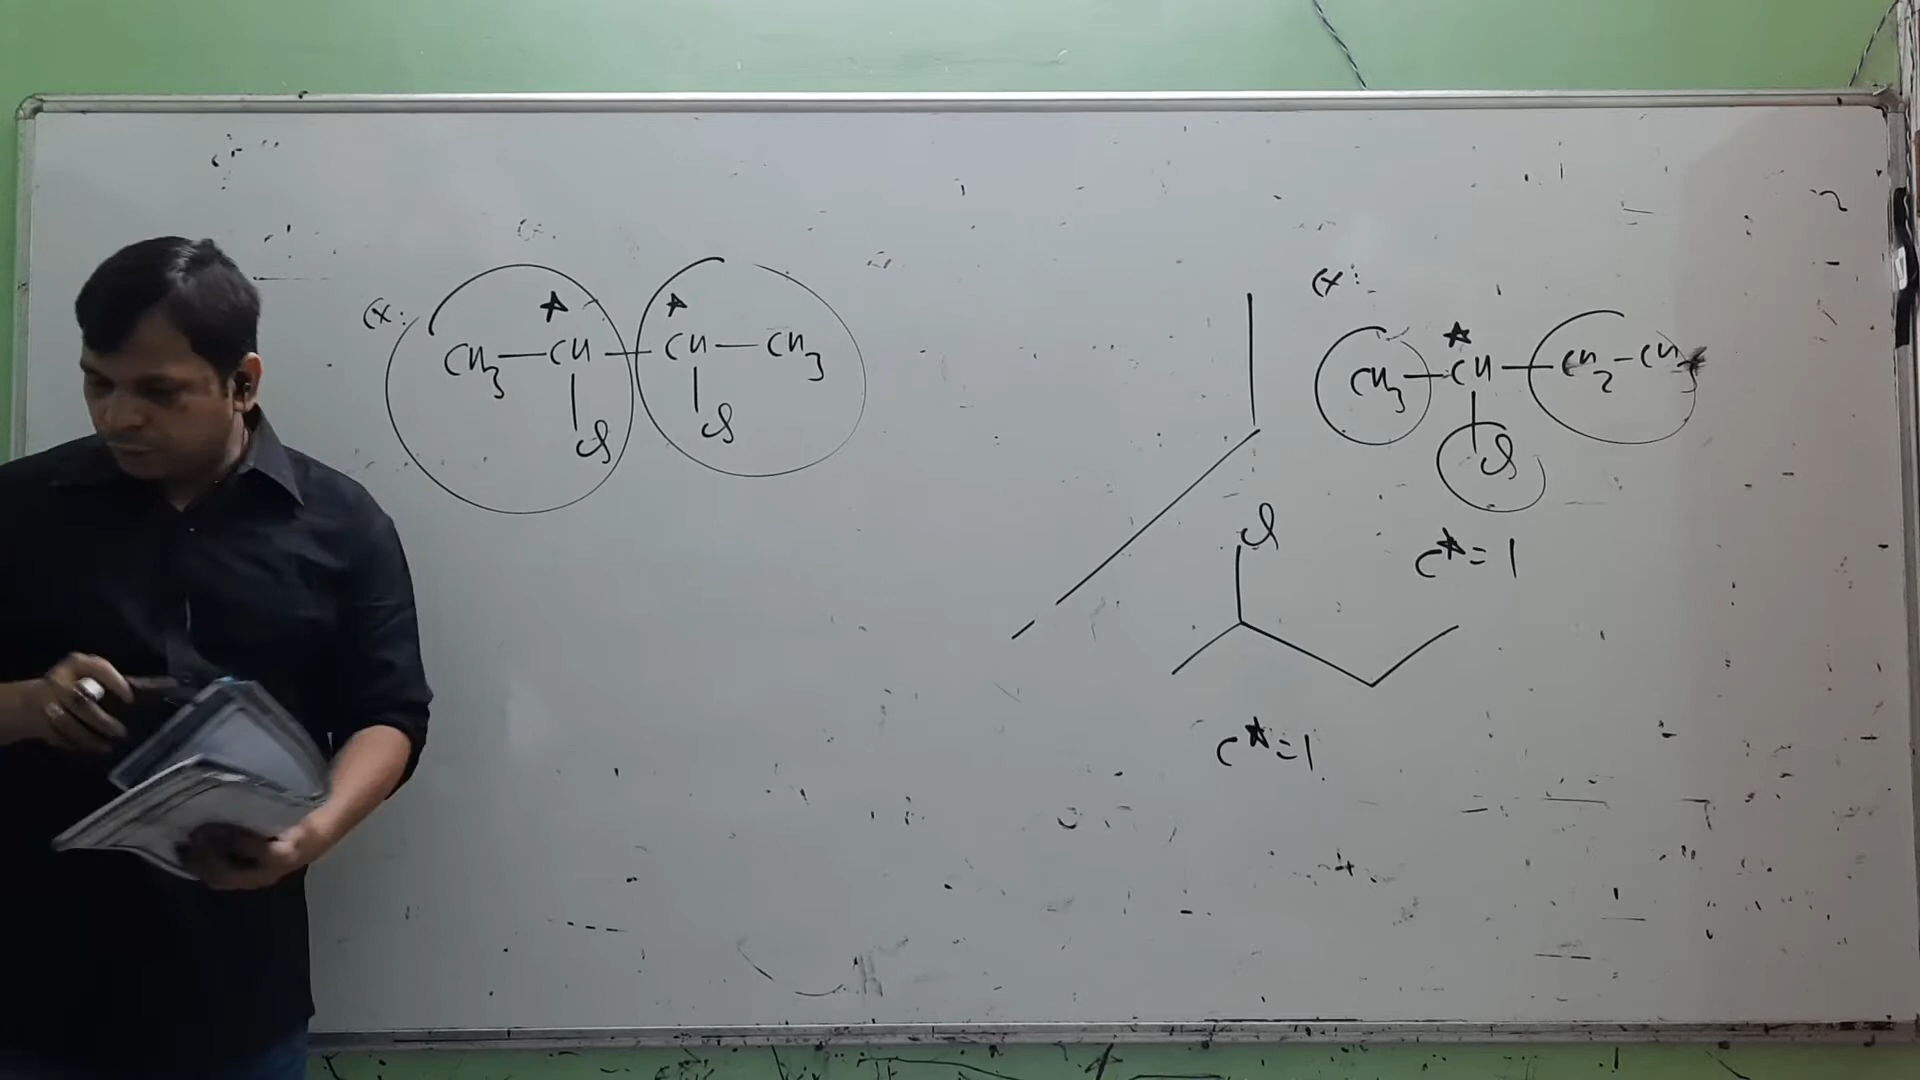 Ex:
★ ★
CH3—CH—CH—CH3
Cl Cl
Ex:
★
CH3—CH—CH2—CH3
Cl
C★=1
Cl
C★=1